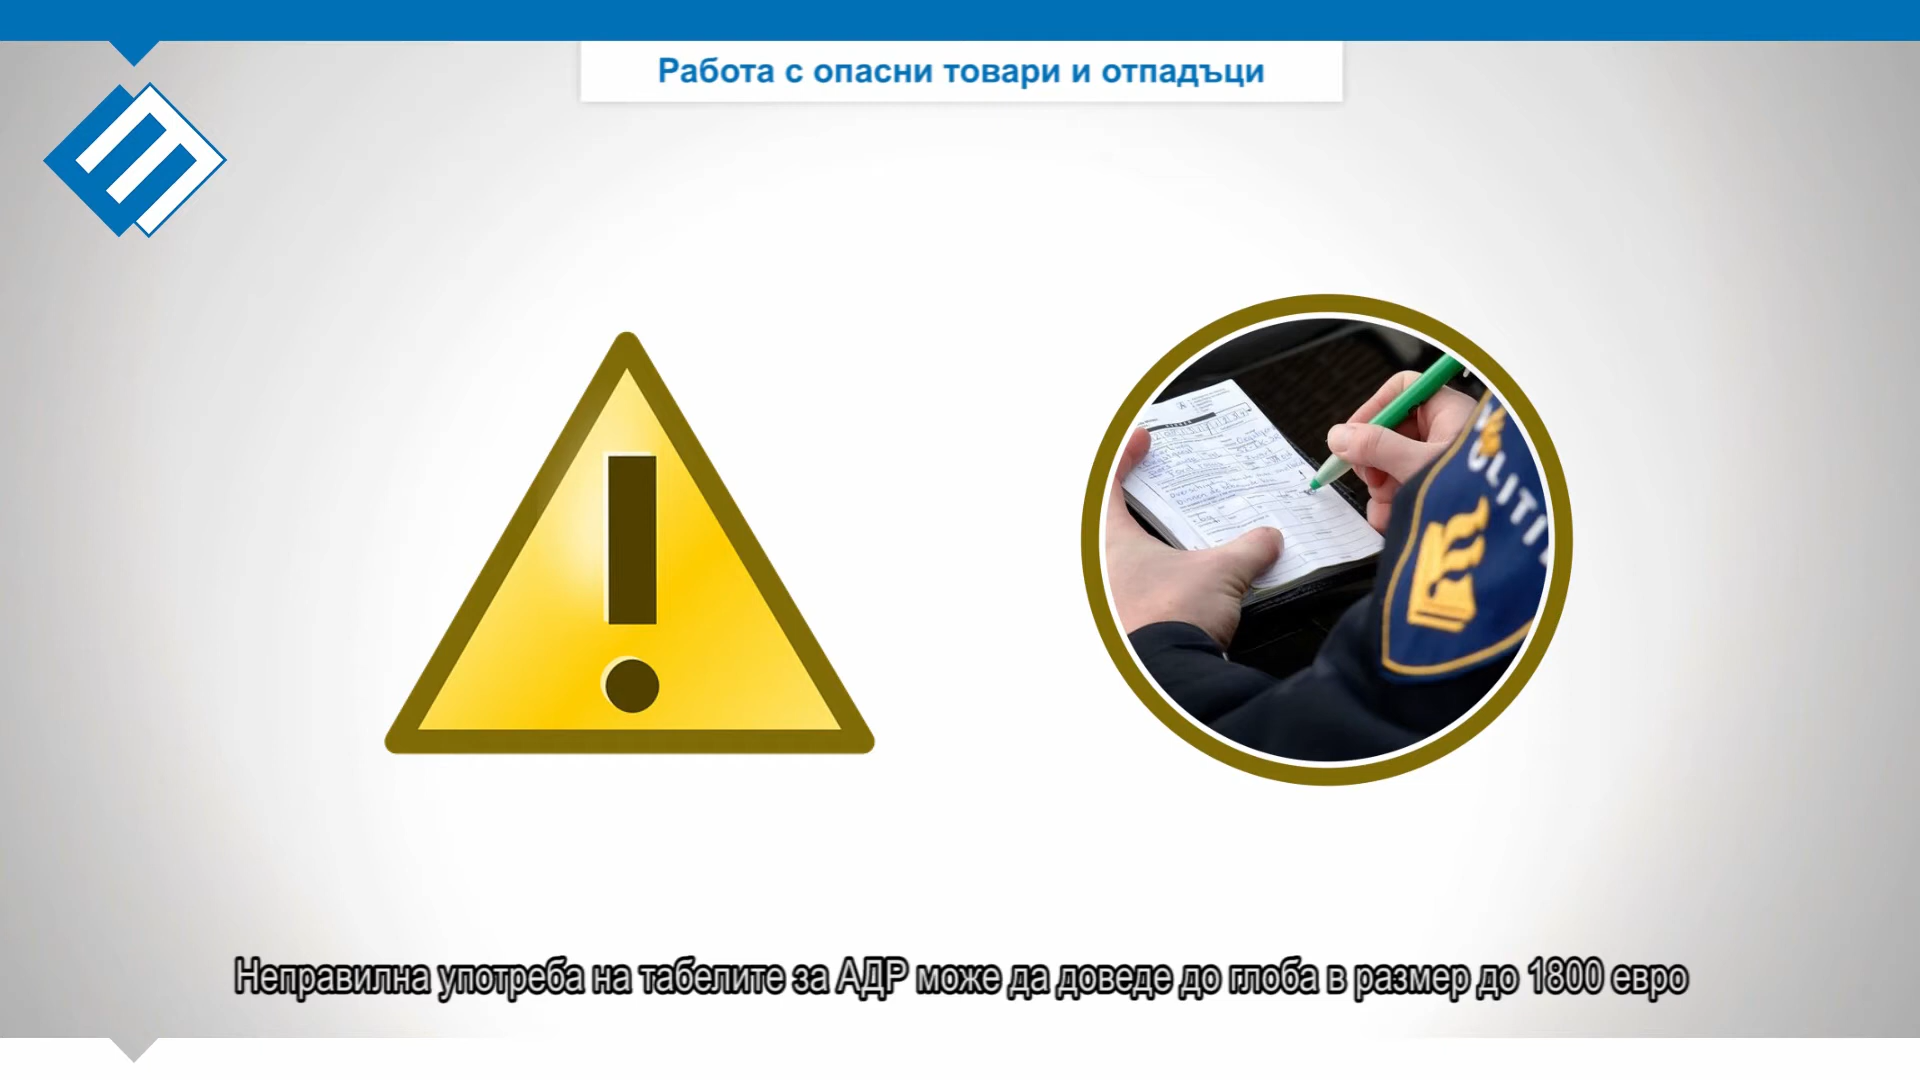 Работа с опасни товари и отпадъци
POLITI
Неправилна употреба на табелите за АДР може да доведе до глоба в размер до 1800 евро